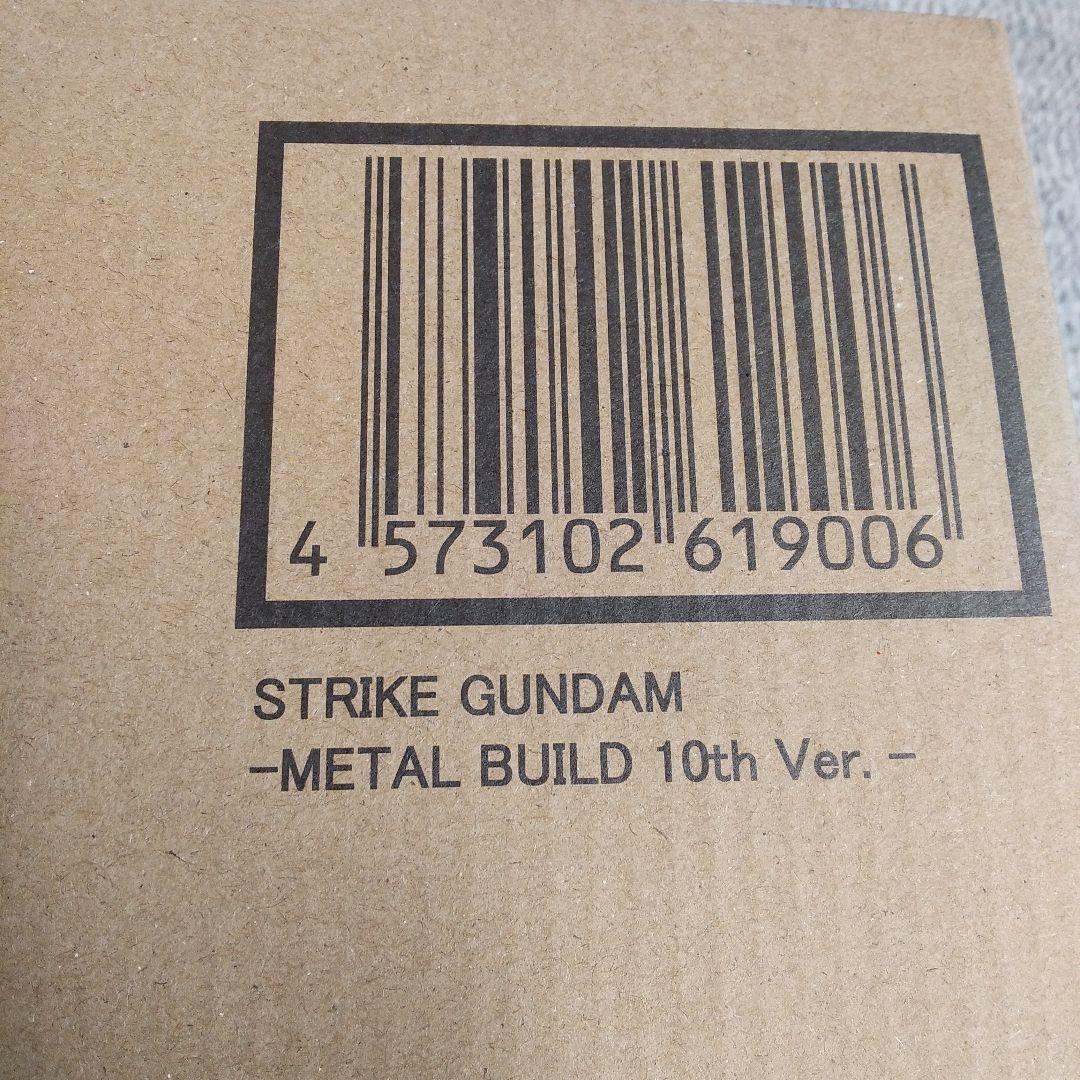 4 573102 619006
STRIKE GUNDAM
-METAL BUILD 10th Ver. -